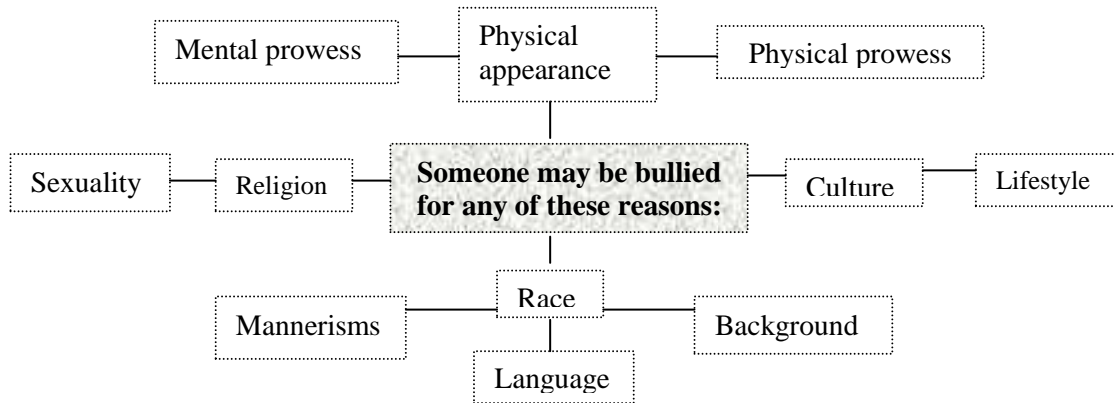 Mental prowess
Physical
appearance
Physical prowess
Sexuality
Religion
Someone may be bullied
for any of these reasons:
Culture
Lifestyle
Mannerisms
Race
Background
Language